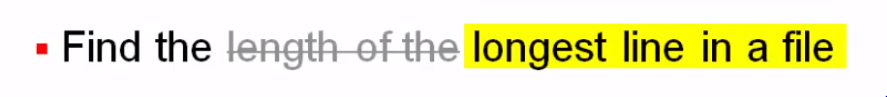 ▪ Find the length of the longest line in a file